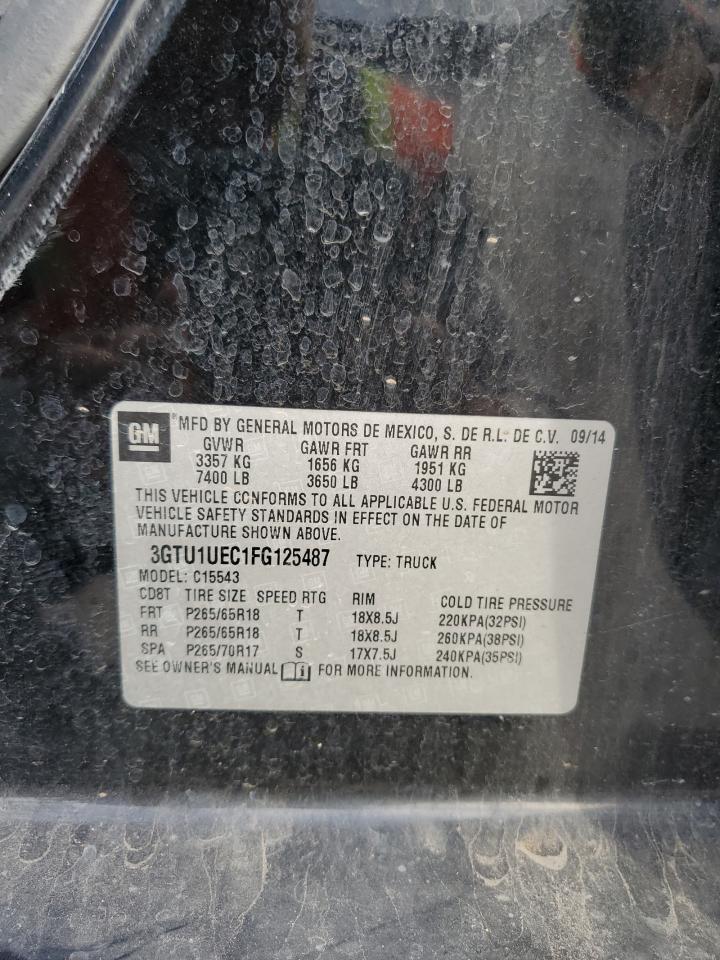 GM ® MFD BY GENERAL MOTORS DE MEXICO, S. DE R.L. DE C.V. 09/14
GVWR GAWR FRT GAWR RR
3357 KG 1656 KG 1951 KG
7400 LB 3650 LB 4300 LB
THIS VEHICLE CONFORMS TO ALL APPLICABLE U.S. FEDERAL MOTOR
VEHICLE SAFETY STANDARDS IN EFFECT ON THE DATE OF
MANUFACTURE SHOWN ABOVE.
3GTU1UEC1FG125487 TYPE: TRUCK
MODEL: C15543
CD8T TIRE SIZE SPEED RTG RIM COLD TIRE PRESSURE
FRT P265/65R18 T 18X8.5J 220KPA(32PSI)
RR P265/65R18 T 18X8.5J 260KPA(38PSI)
SPA P265/70R17 S 17X7.5J 240KPA(35PSI)
SEE OWNER'S MANUAL FOR MORE INFORMATION.